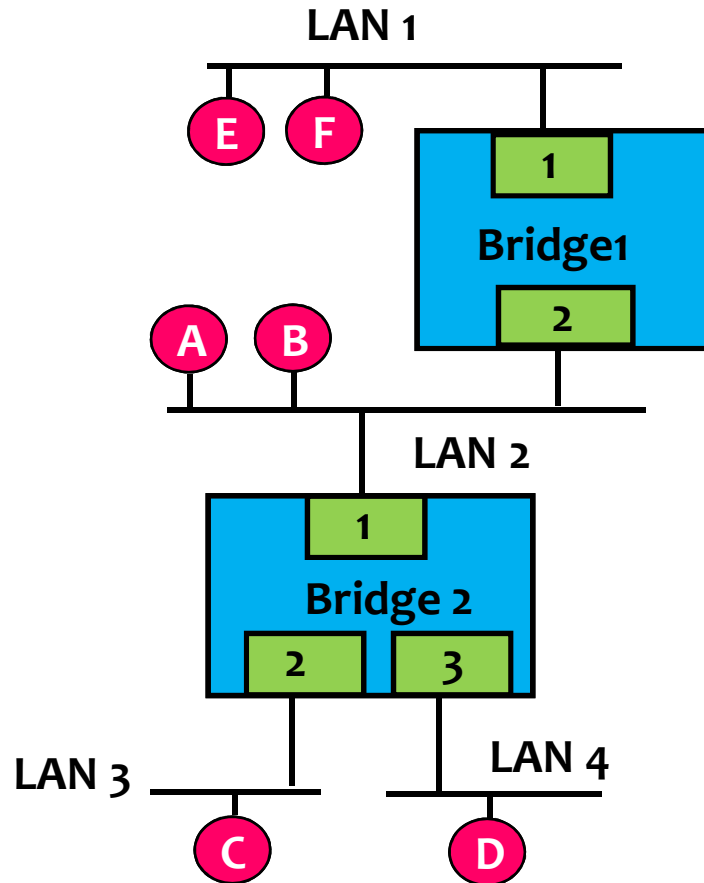 LAN 1
E F
1
Bridge1
2
A B
LAN 2
1
Bridge 2
2 3
LAN 3
LAN 4
C D